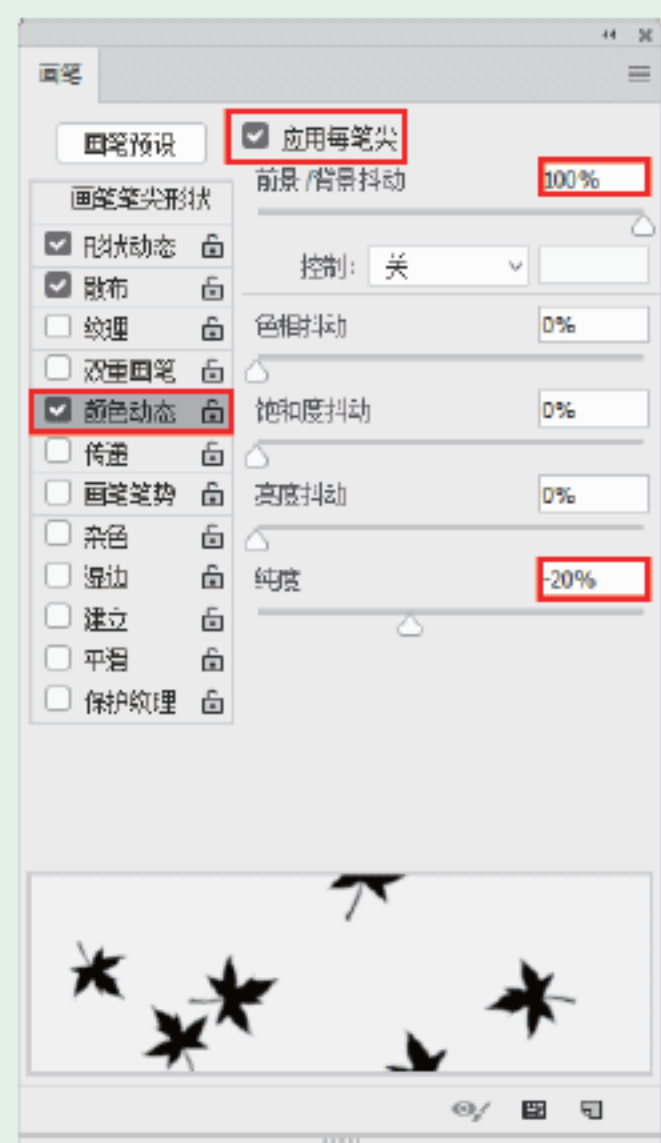 画笔
画笔预设
应用每笔尖
画笔笔尖形状
前景/背景抖动 100%
形状动态
控制: 关
散布
纹理
色相抖动 0%
双重画笔
颜色动态
饱和度抖动 0%
传递
画笔笔势
亮度抖动 0%
杂色
湿边
纯度 -20%
建立
平滑
保护纹理